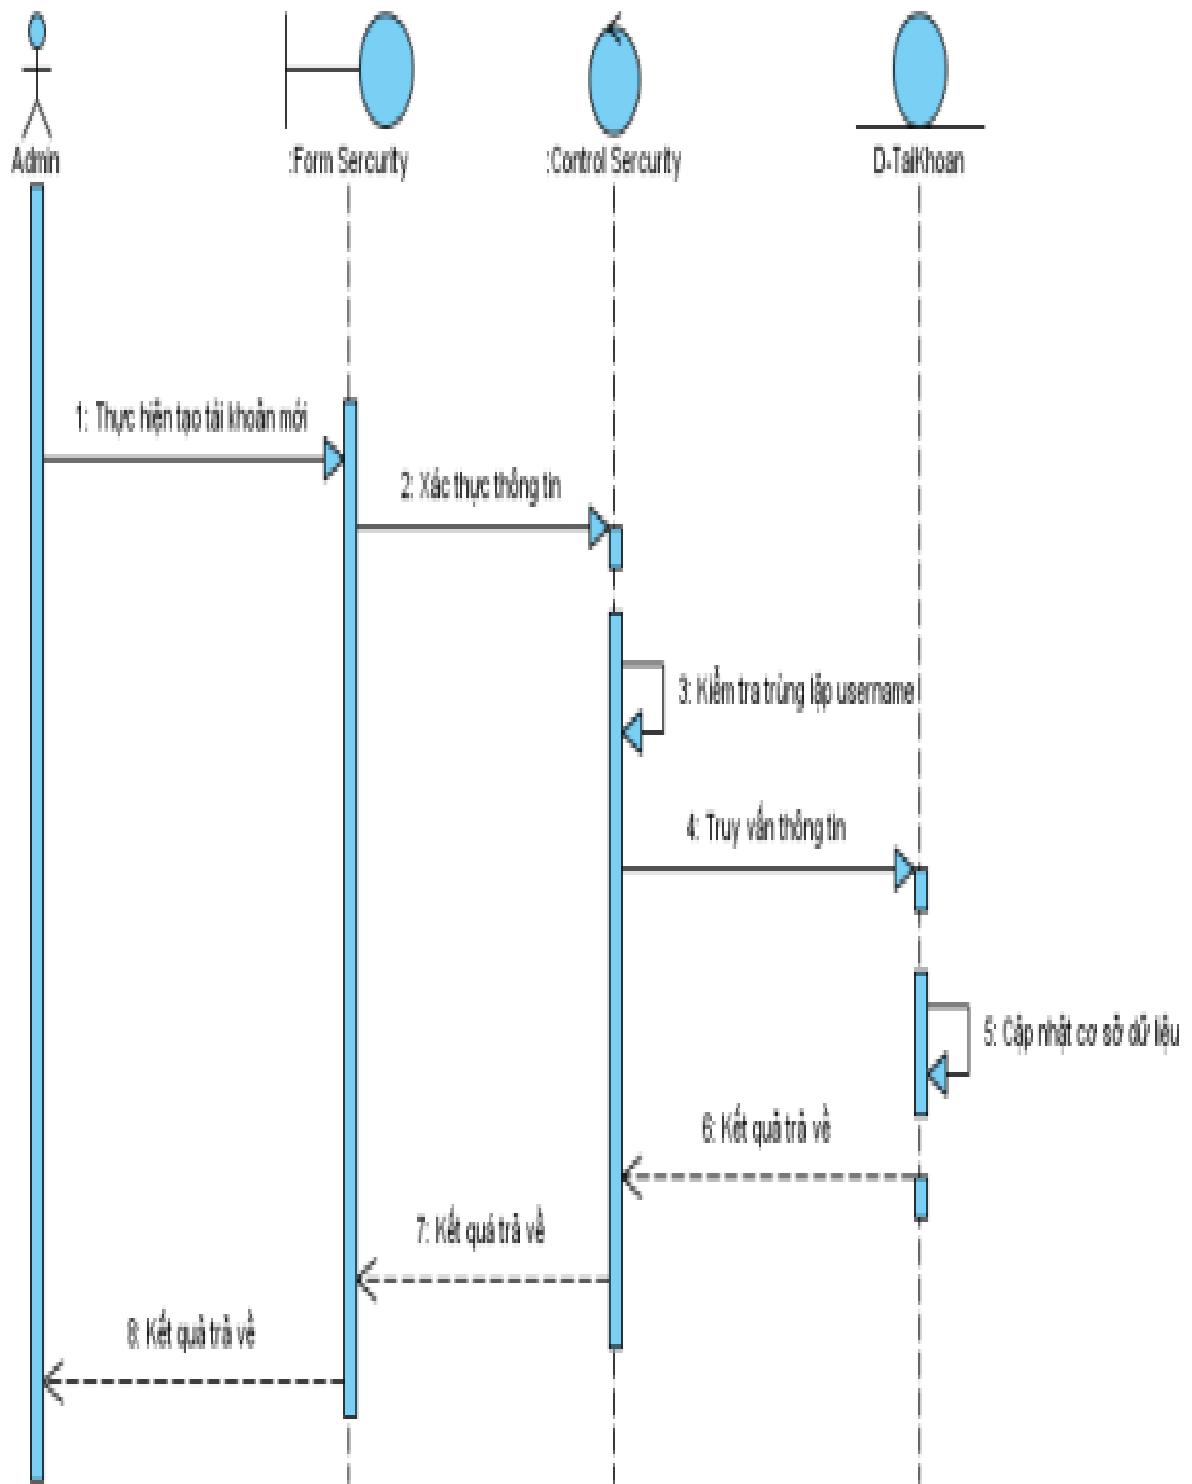 Admin
:Form Sercurity
:Control Sercurity
D-TaiKhoan
1: Thực hiện tạo tài khoản mới
2: Xác thực thông tin
3: Kiểm tra trùng lặp username
4: Truy vấn thông tin
5: Cập nhật cơ sở dữ liệu
6: Kết quả trả về
7: Kết quả trả về
8: Kết quả trả về